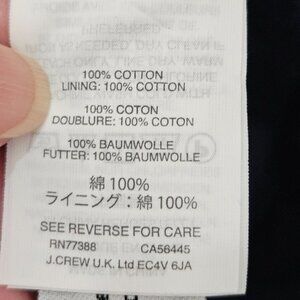 100% COTTON
LINING: 100% COTTON
100% COTON
DOUBLURE: 100% COTON
100% BAUMWOLLE
FUTTER: 100% BAUMWOLLE
綿 100%
ライニング：綿 100%
SEE REVERSE FOR CARE
RN77388 CA56445
J.CREW U.K. Ltd EC4V 6JA